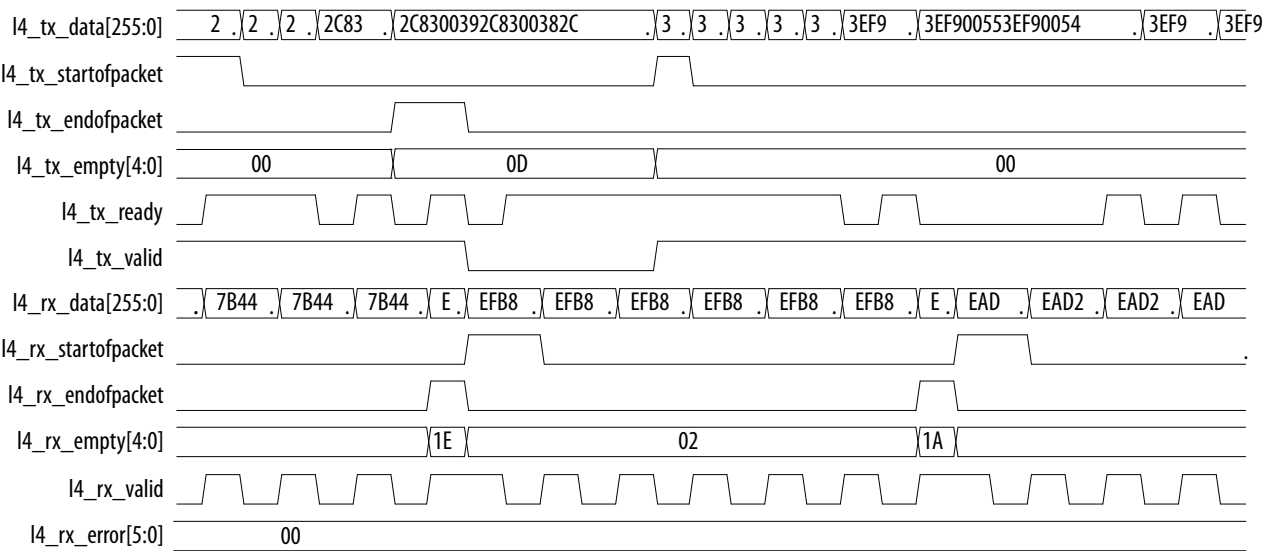 l4_tx_data[255:0] 2 . 2 . 2 . 2C83 . 2C8300392C8300382C . 3 . 3 . 3 . 3 . 3 . 3EF9 . 3EF900553EF90054 . 3EF9 . 3EF9
l4_tx_startofpacket
l4_tx_endofpacket
l4_tx_empty[4:0] 00 0D 00
l4_tx_ready
l4_tx_valid
l4_rx_data[255:0] . 7B44 . 7B44 . 7B44 . E . EFB8 . EFB8 . EFB8 . EFB8 . EFB8 . EFB8 . E . EAD . EAD2 . EAD2 . EAD
l4_rx_startofpacket .
l4_rx_endofpacket
l4_rx_empty[4:0] 1E 02 1A
l4_rx_valid
l4_rx_error[5:0] 00